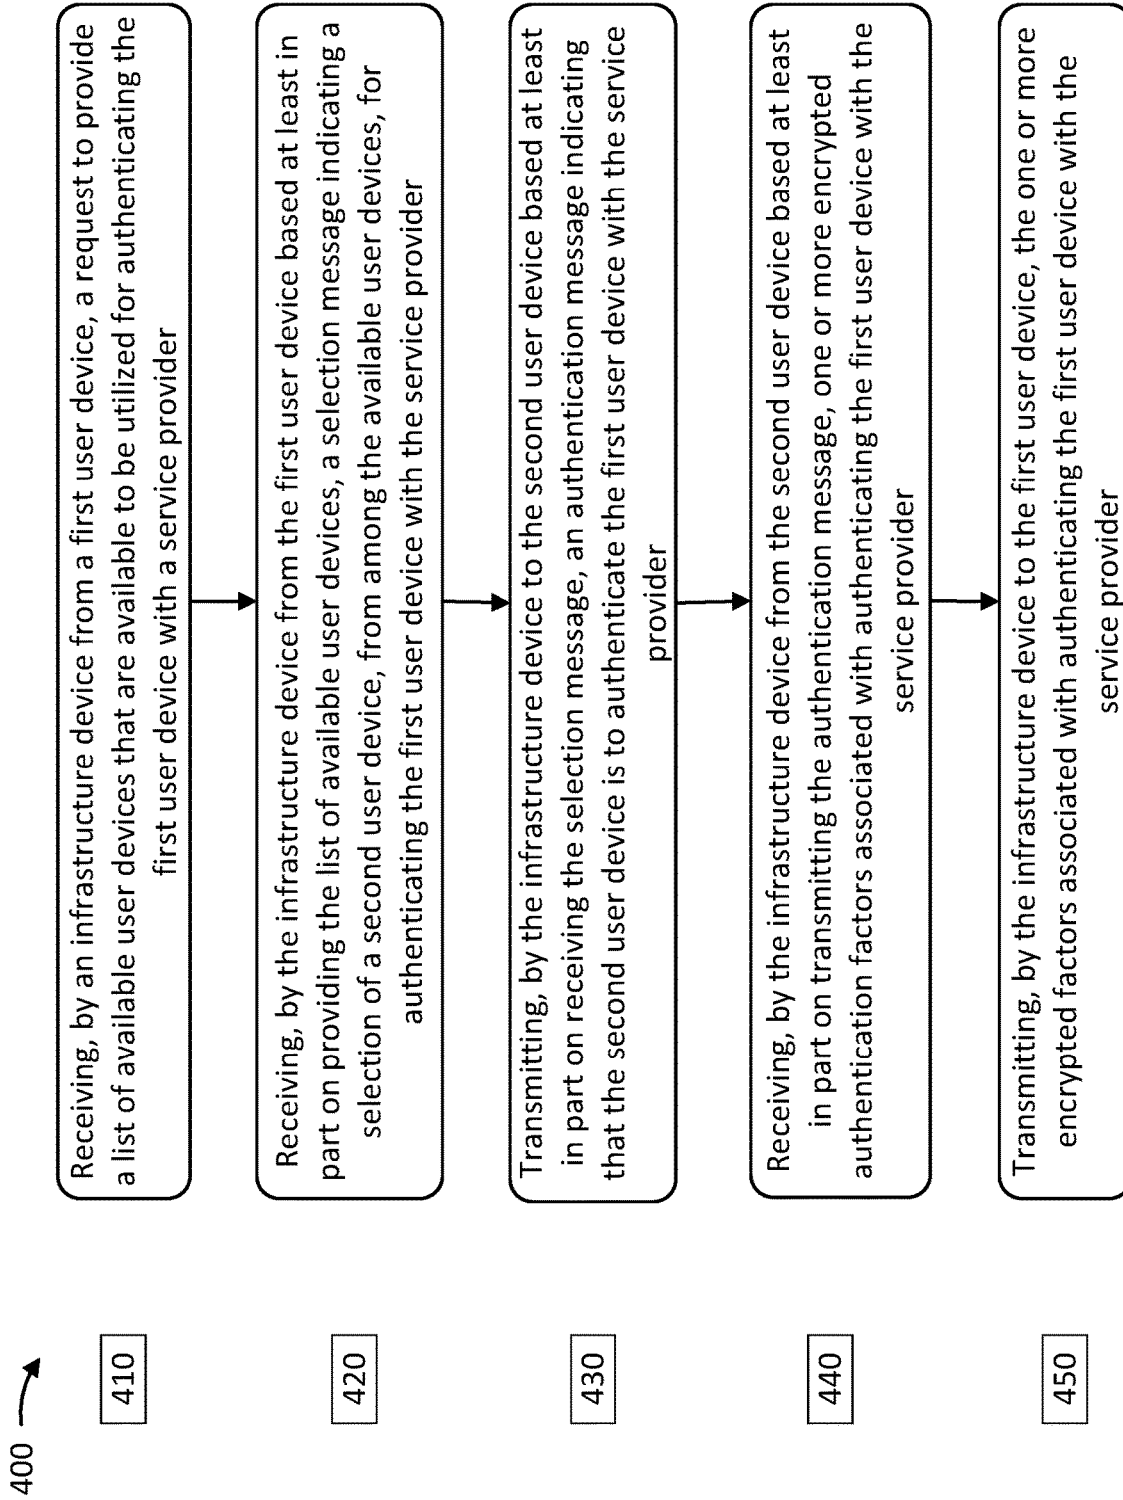 400
410
Receiving, by an infrastructure device from a first user device, a request to provide
a list of available user devices that are available to be utilized for authenticating the
first user device with a service provider
420
Receiving, by the infrastructure device from the first user device based at least in
part on providing the list of available user devices, a selection message indicating a
selection of a second user device, from among the available user devices, for
authenticating the first user device with the service provider
430
Transmitting, by the infrastructure device to the second user device based at least
in part on receiving the selection message, an authentication message indicating
that the second user device is to authenticate the first user device with the service
provider
440
Receiving, by the infrastructure device from the second user device based at least
in part on transmitting the authentication message, one or more encrypted
authentication factors associated with authenticating the first user device with the
service provider
450
Transmitting, by the infrastructure device to the first user device, the one or more
encrypted factors associated with authenticating the first user device with the
service provider